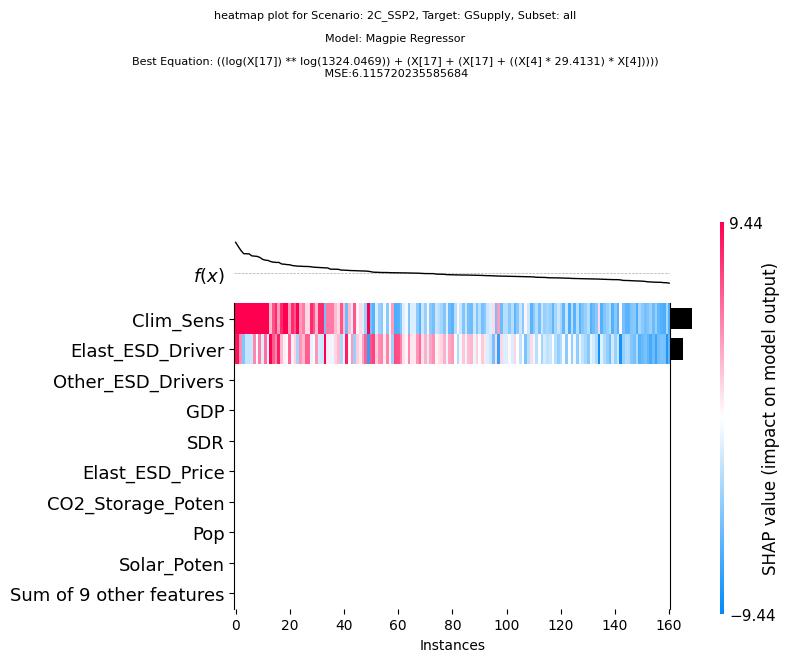 heatmap plot for Scenario: 2C_SSP2, Target: GSupply, Subset: all
Model: Magpie Regressor
Best Equation: ((log(X[17]) ** log(1324.0469)) + (X[17] + (X[17] + ((X[4] * 29.4131) * X[4]))))
MSE:6.115720235585684
9.44
f(x)
Clim_Sens
Elast_ESD_Driver
Other_ESD_Drivers
GDP
SDR
Elast_ESD_Price
CO2_Storage_Poten
Pop
Solar_Poten
Sum of 9 other features
SHAP value (impact on model output)
−9.44
0 20 40 60 80 100 120 140 160
Instances